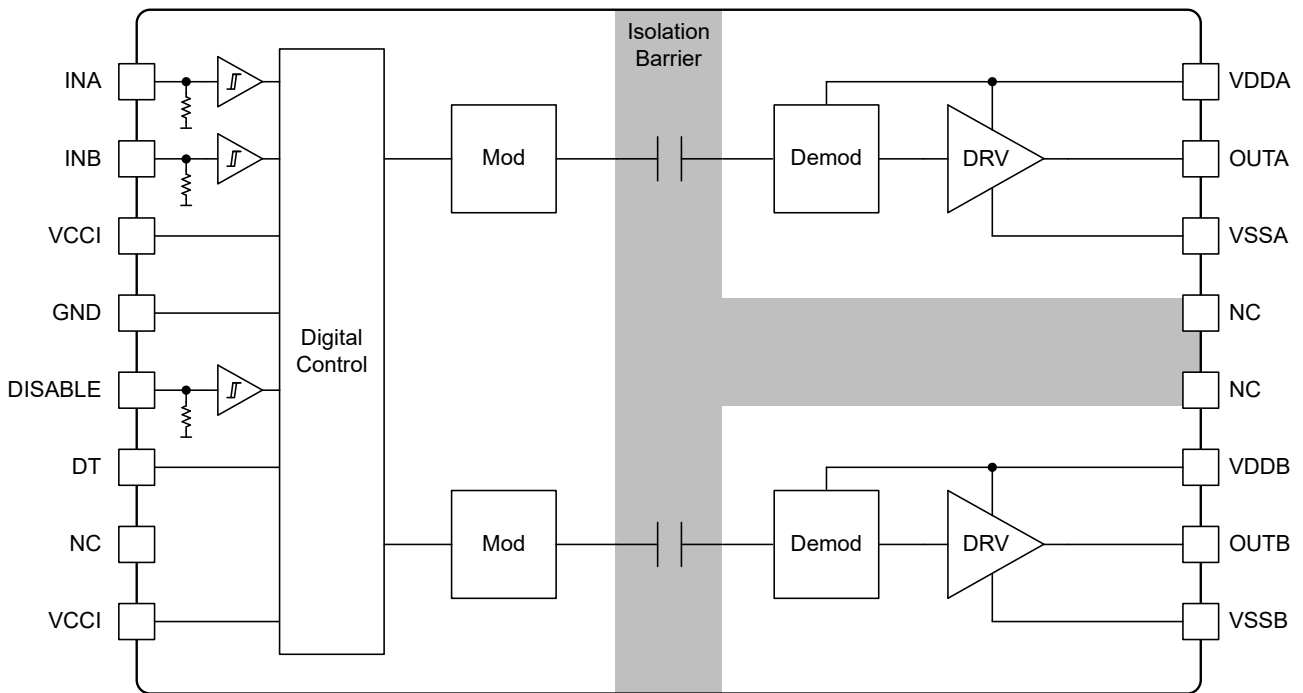 Isolation
Barrier
INA
INB
VCCI
GND
DISABLE
DT
NC
VCCI
Digital
Control
Mod
Demod
DRV
Mod
Demod
DRV
VDDA
OUTA
VSSA
NC
NC
VDDB
OUTB
VSSB